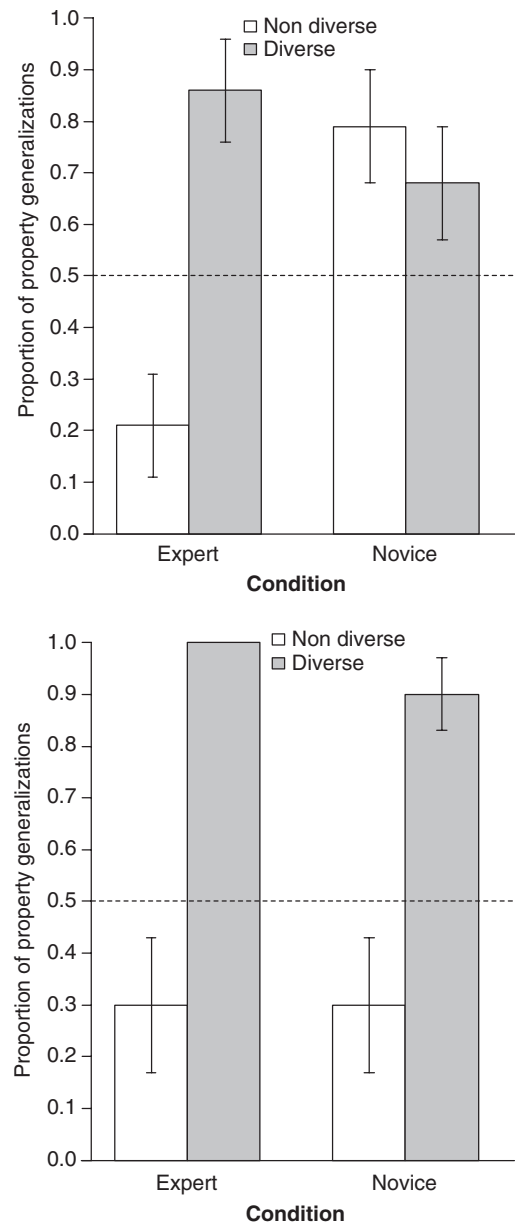 Non diverse
Diverse
Proportion of property generalizations
1.0
0.9
0.8
0.7
0.6
0.5
0.4
0.3
0.2
0.1
0.0
Expert
Novice
Condition
Non diverse
Diverse
Proportion of property generalizations
1.0
0.9
0.8
0.7
0.6
0.5
0.4
0.3
0.2
0.1
0.0
Expert
Novice
Condition